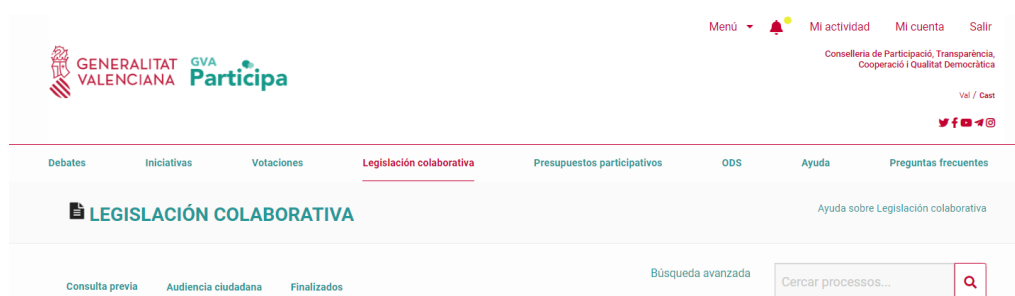 Menú Mi actividad Mi cuenta Salir
GENERALITAT VALENCIANA
GVA Participa
Conselleria de Participació, Transparència,
Cooperació i Qualitat Democràtica
Val / Cast
Debates Iniciativas Votaciones Legislación colaborativa Presupuestos participativos ODS Ayuda Preguntas frecuentes
LEGISLACIÓN COLABORATIVA
Ayuda sobre Legislación colaborativa
Consulta previa Audiencia ciudadana Finalizados
Búsqueda avanzada
Cercar processos...